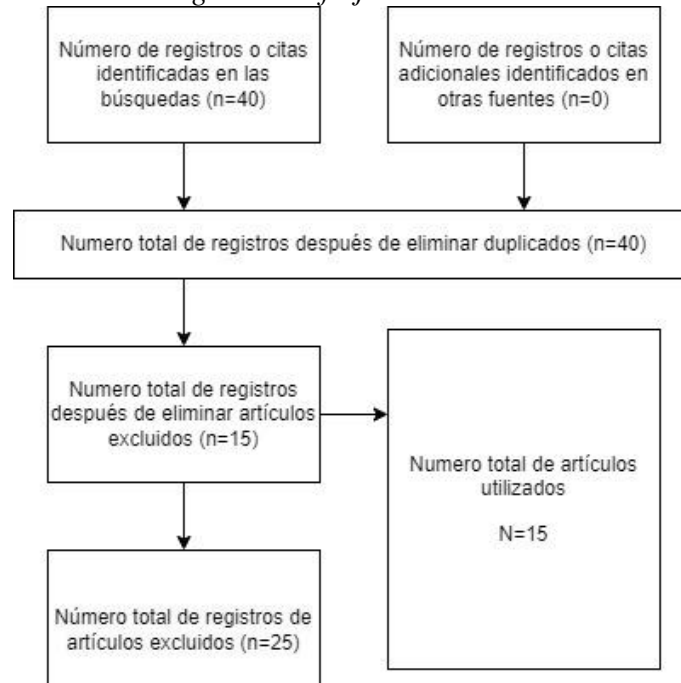 Número de registros o citas
identificadas en las
búsquedas (n=40)
Número de registros o citas
adicionales identificados en
otras fuentes (n=0)
Numero total de registros después de eliminar duplicados (n=40)
Numero total de registros
después de eliminar artículos
excluidos (n=15)
Numero total de artículos
utilizados
N=15
Número total de registros de
artículos excluidos (n=25)